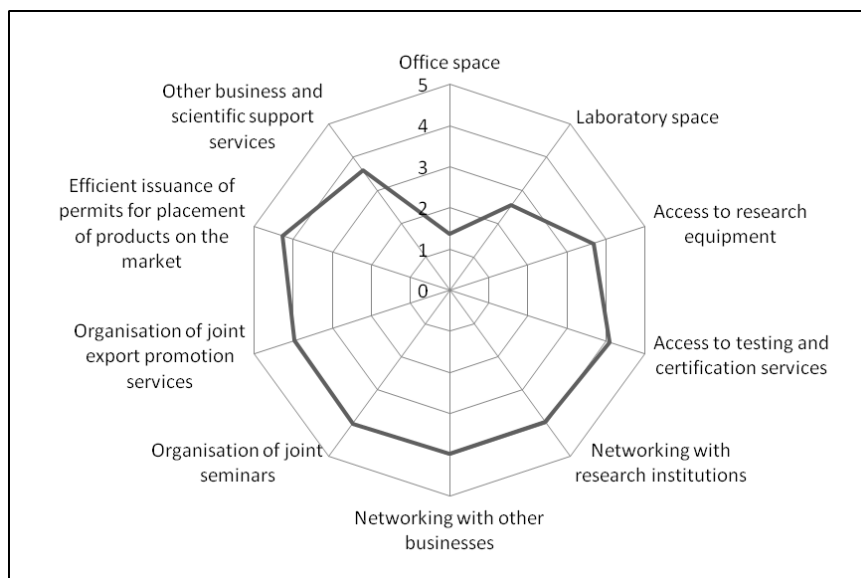 Office space
5
4
3
2
1
0
Laboratory space
Access to research
equipment
Access to testing and
certification services
Networking with
research institutions
Networking with other
businesses
Organisation of joint
seminars
Organisation of joint
export promotion
services
Efficient issuance of
permits for placement
of products on the
market
Other business and
scientific support
services